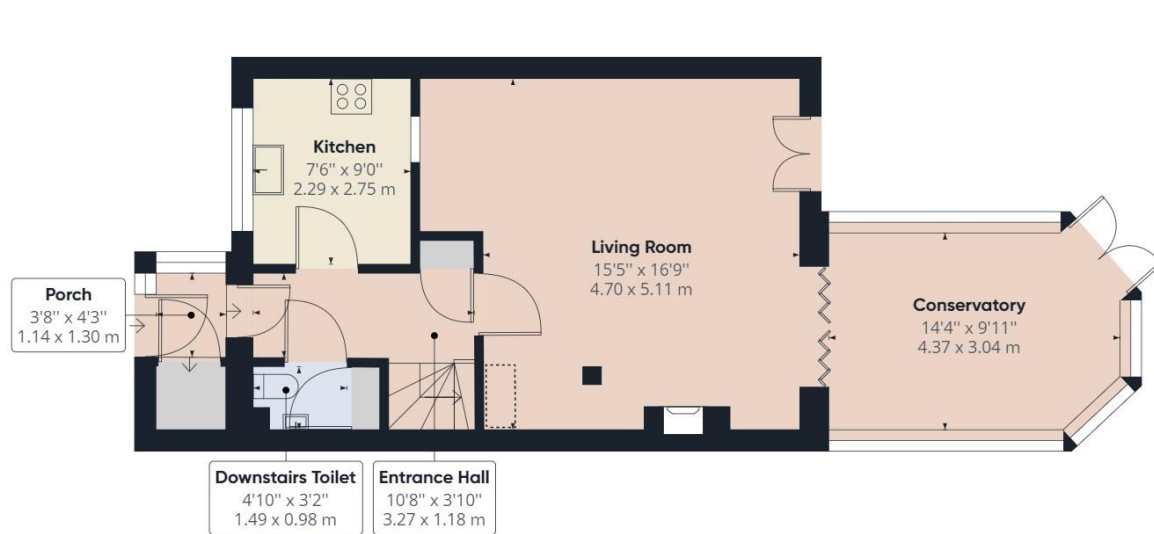 Kitchen
7'6'' x 9'0''
2.29 x 2.75 m
Living Room
15'5'' x 16'9''
4.70 x 5.11 m
Porch
3'8'' x 4'3''
1.14 x 1.30 m
Conservatory
14'4'' x 9'11''
4.37 x 3.04 m
Downstairs Toilet
4'10'' x 3'2''
1.49 x 0.98 m
Entrance Hall
10'8'' x 3'10''
3.27 x 1.18 m